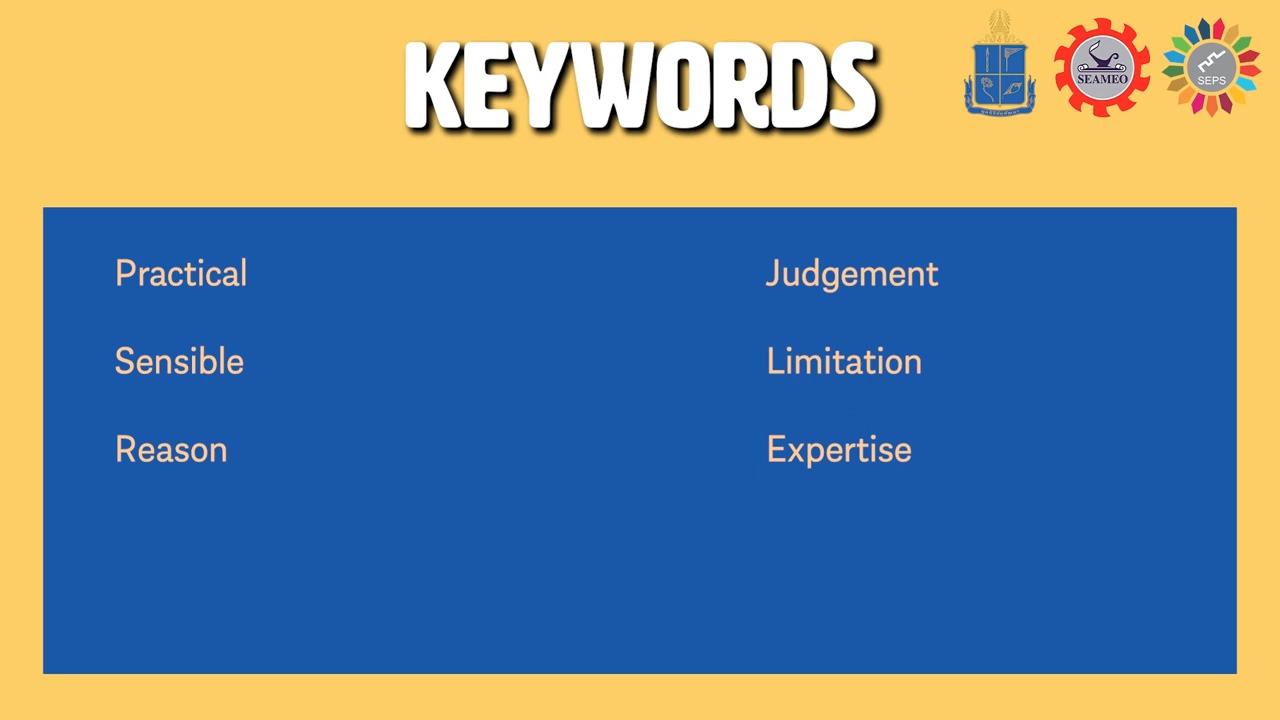 KEYWORDS
SEAMEO
SEPS
Practical
Judgement
Sensible
Limitation
Reason
Expertise